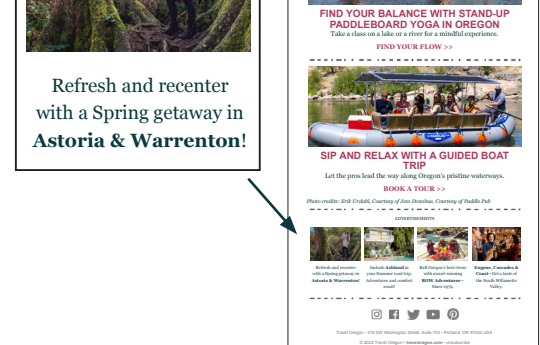 Refresh and recenter
with a Spring getaway in
Astoria & Warrenton!
FIND YOUR BALANCE WITH STAND-UP
PADDLEBOARD YOGA IN OREGON
Take a class on a lake or a river for a mindful experience.
FIND YOUR FLOW >>
SIP AND RELAX WITH A GUIDED BOAT
TRIP
Let the pros lead the way along Oregon's pristine waterways.
BOOK A TOUR >>
Photo credits: Erik Urdahl, Courtesy of Jens Donohue, Courtesy of Paddle Pub
ADVERTISEMENTS
Refresh and recenter
with a Spring getaway in
Astoria & Warrenton!
Include Ashland in
your Summer road trip.
Adventures and comfort
await!
Raft Oregon's best rivers
with award-winning
ROW Adventures—
Since 1979.
Eugene, Cascades &
Coast—Get a taste of
the South Willamette
Valley.
Travel Oregon • 319 SW Washington Street, Suite 700 • Portland, OR 97204 USA
© 2022 Travel Oregon • traveloregon.com • unsubscribe